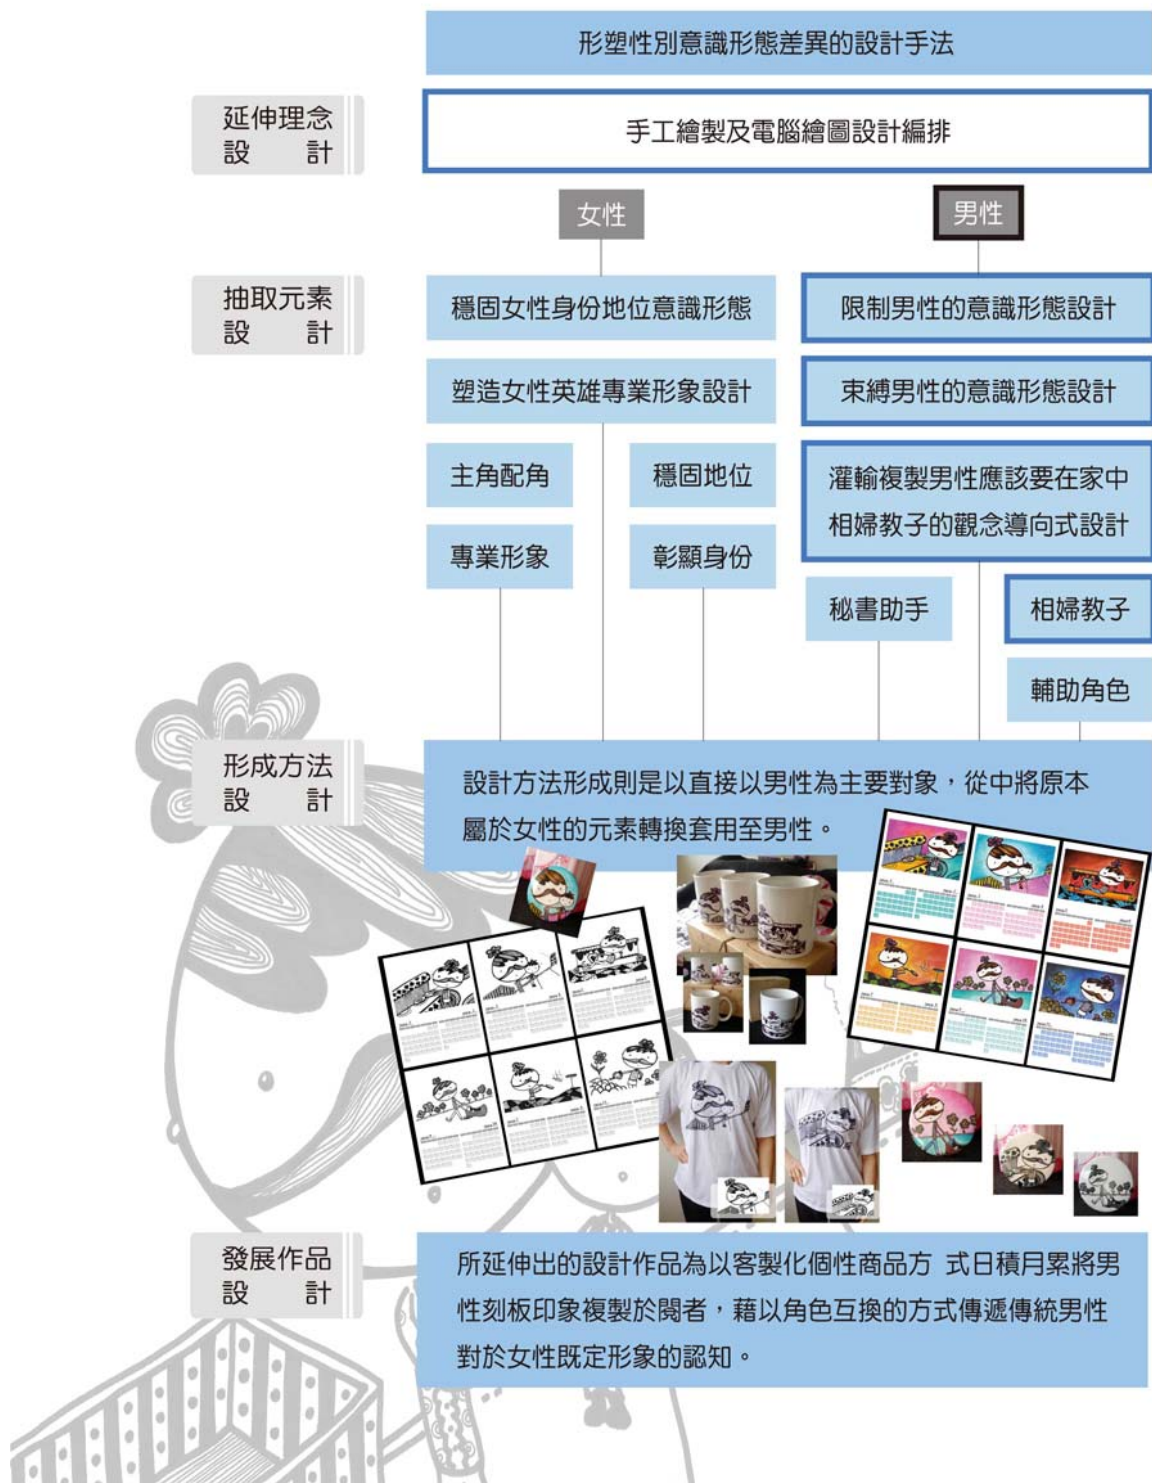 形塑性別意識形態差異的設計手法
延伸理念
設 計
手工繪製及電腦繪圖設計編排
女性
男性
抽取元素
設 計
穩固女性身份地位意識形態
限制男性的意識形態設計
塑造女性英雄專業形象設計
束縛男性的意識形態設計
主角配角
穩固地位
灌輸複製男性應該要在家中
相婦教子的觀念導向式設計
專業形象
彰顯身份
秘書助手
相婦教子
輔助角色
形成方法
設 計
設計方法形成則是以直接以男性為主要對象，從中將原本
屬於女性的元素轉換套用至男性。
發展作品
設 計
所延伸出的設計作品為以客製化個性商品方 式日積月累將男
性刻板印象複製於閱者，藉以角色互換的方式傳遞傳統男性
對於女性既定形象的認知。